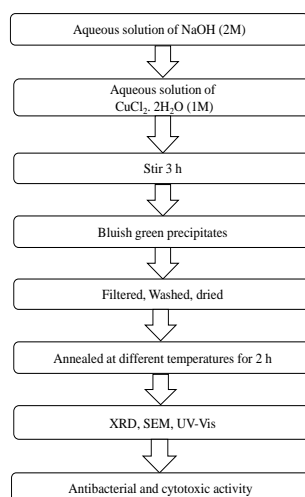 Aqueous solution of NaOH (2M)
Aqueous solution of
CuCl₂. 2H₂O (1M)
Stir 3 h
Bluish green precipitates
Filtered, Washed, dried
Annealed at different temperatures for 2 h
XRD, SEM, UV-Vis
Antibacterial and cytotoxic activity